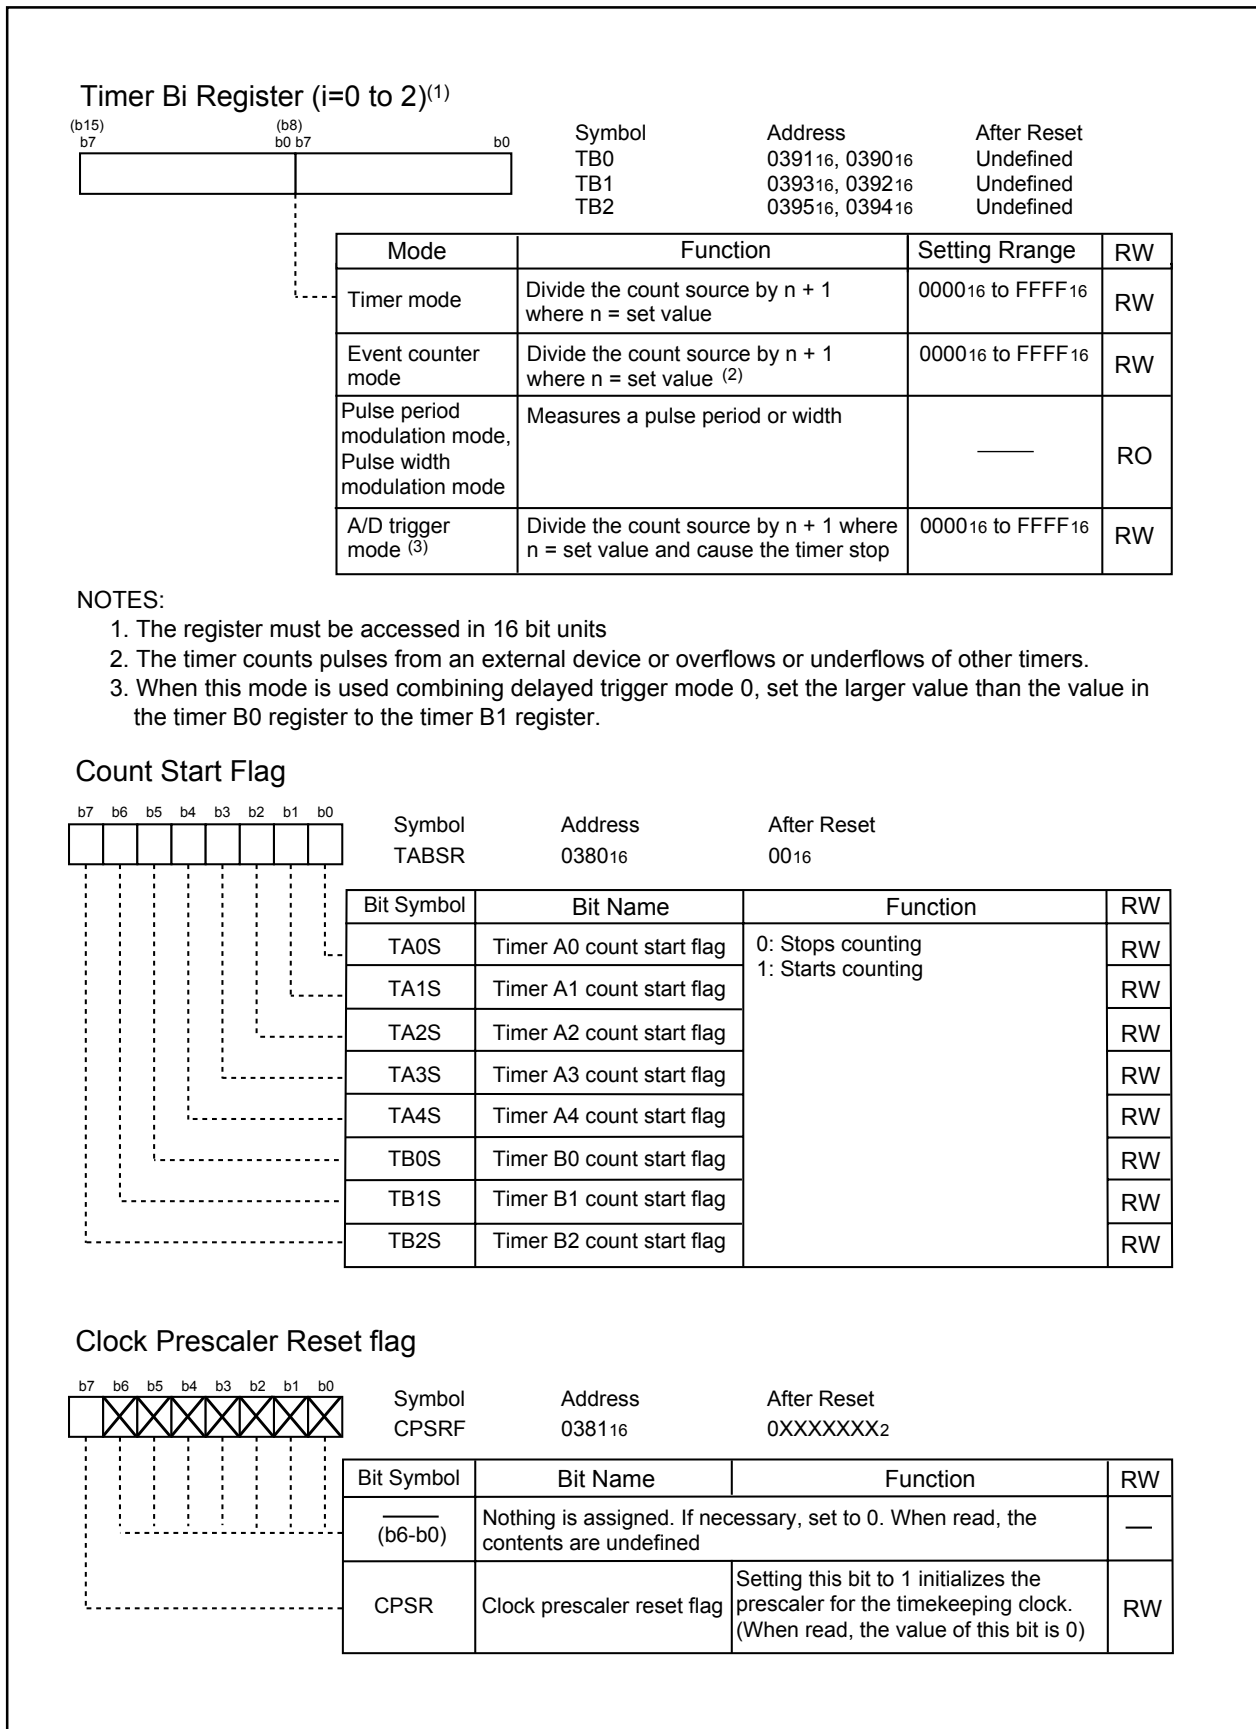 Timer Bi Register (i=0 to 2)(1)
(b15) (b8)
b7 b0 b7 b0
Symbol Address After Reset
TB0 039116, 039016 Undefined
TB1 039316, 039216 Undefined
TB2 039516, 039416 Undefined
Mode Function Setting Rrange RW
Timer mode Divide the count source by n + 1 000016 to FFFF16 RW
where n = set value
Event counter Divide the count source by n + 1 000016 to FFFF16 RW
mode where n = set value (2)
Pulse period Measures a pulse period or width
modulation mode,
Pulse width RO
modulation mode
A/D trigger Divide the count source by n + 1 where 000016 to FFFF16 RW
mode (3) n = set value and cause the timer stop
NOTES:
1. The register must be accessed in 16 bit units
2. The timer counts pulses from an external device or overflows or underflows of other timers.
3. When this mode is used combining delayed trigger mode 0, set the larger value than the value in
the timer B0 register to the timer B1 register.
Count Start Flag
b7 b6 b5 b4 b3 b2 b1 b0
Symbol Address After Reset
TABSR 038016 0016
Bit Symbol Bit Name Function RW
TA0S Timer A0 count start flag 0: Stops counting RW
1: Starts counting
TA1S Timer A1 count start flag RW
TA2S Timer A2 count start flag RW
TA3S Timer A3 count start flag RW
TA4S Timer A4 count start flag RW
TB0S Timer B0 count start flag RW
TB1S Timer B1 count start flag RW
TB2S Timer B2 count start flag RW
Clock Prescaler Reset flag
b7 b6 b5 b4 b3 b2 b1 b0
Symbol Address After Reset
CPSRF 038116 0XXXXXXX2
Bit Symbol Bit Name Function RW
(b6-b0) Nothing is assigned. If necessary, set to 0. When read, the —
contents are undefined
CPSR Clock prescaler reset flag Setting this bit to 1 initializes the RW
prescaler for the timekeeping clock.
(When read, the value of this bit is 0)